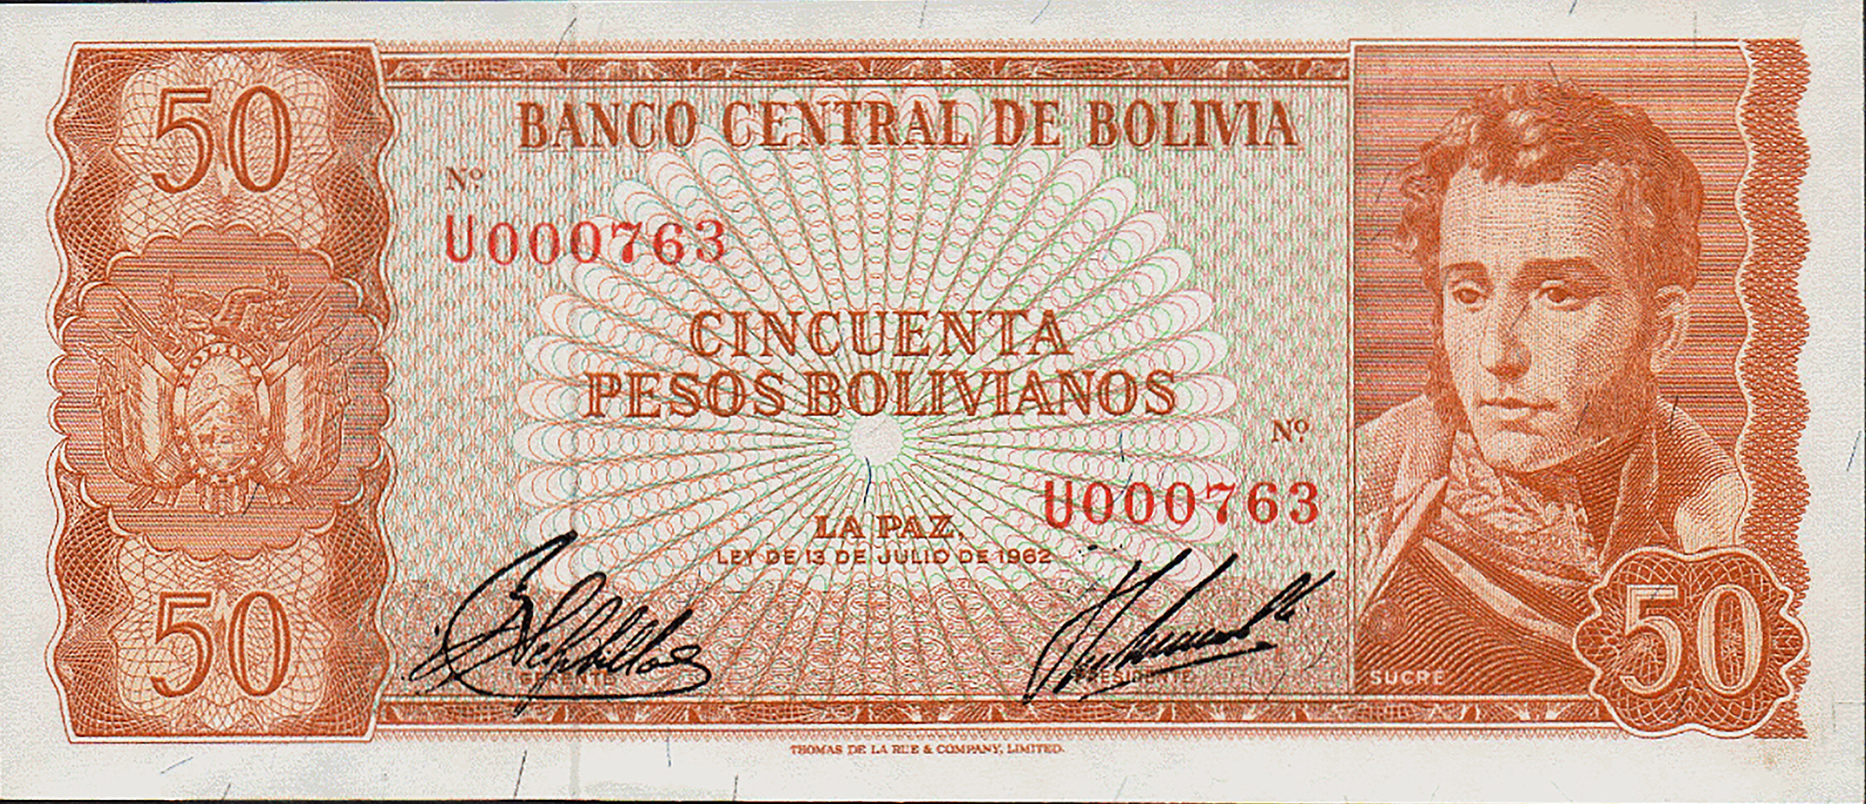 50
BANCO CENTRAL DE BOLIVIA
Nº
U000763
CINCUENTA
PESOS BOLIVIANOS
Nº
U000763
BOLIVIA
LA PAZ,
LEY DE 13 DE JULIO DE 1962
50
GERENTE
PRESIDENTE
SUCRE
50
THOMAS DE LA RUE & COMPANY, LIMITED.